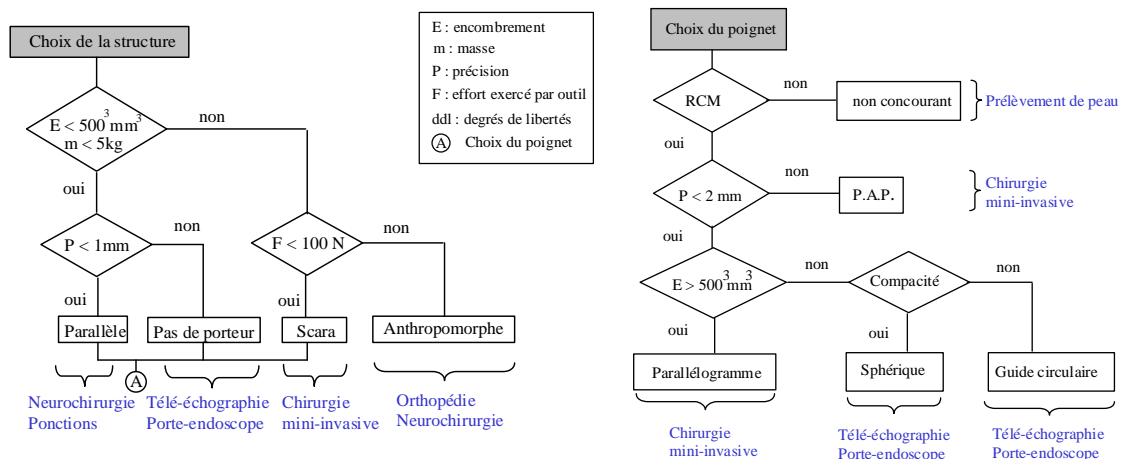 Choix de la structure
E < 500³ mm³
m < 5kg
non
oui
P < 1mm
non
F < 100 N
non
oui
oui
Parallèle
Pas de porteur
Scara
Anthropomorphe
A
Neurochirurgie
Ponctions
Télé-échographie
Porte-endoscope
Chirurgie
mini-invasive
Orthopédie
Neurochirurgie
E : encombrement
m : masse
P : précision
F : effort exercé par outil
ddl : degrés de libertés
A Choix du poignet
Choix du poignet
RCM
non
non concourant
Prélèvement de peau
oui
P < 2 mm
non
P.A.P.
Chirurgie
mini-invasive
oui
E > 500³ mm³
non
Compacité
non
oui
oui
Parallélogramme
Sphérique
Guide circulaire
Chirurgie
mini-invasive
Télé-échographie
Porte-endoscope
Télé-échographie
Porte-endoscope